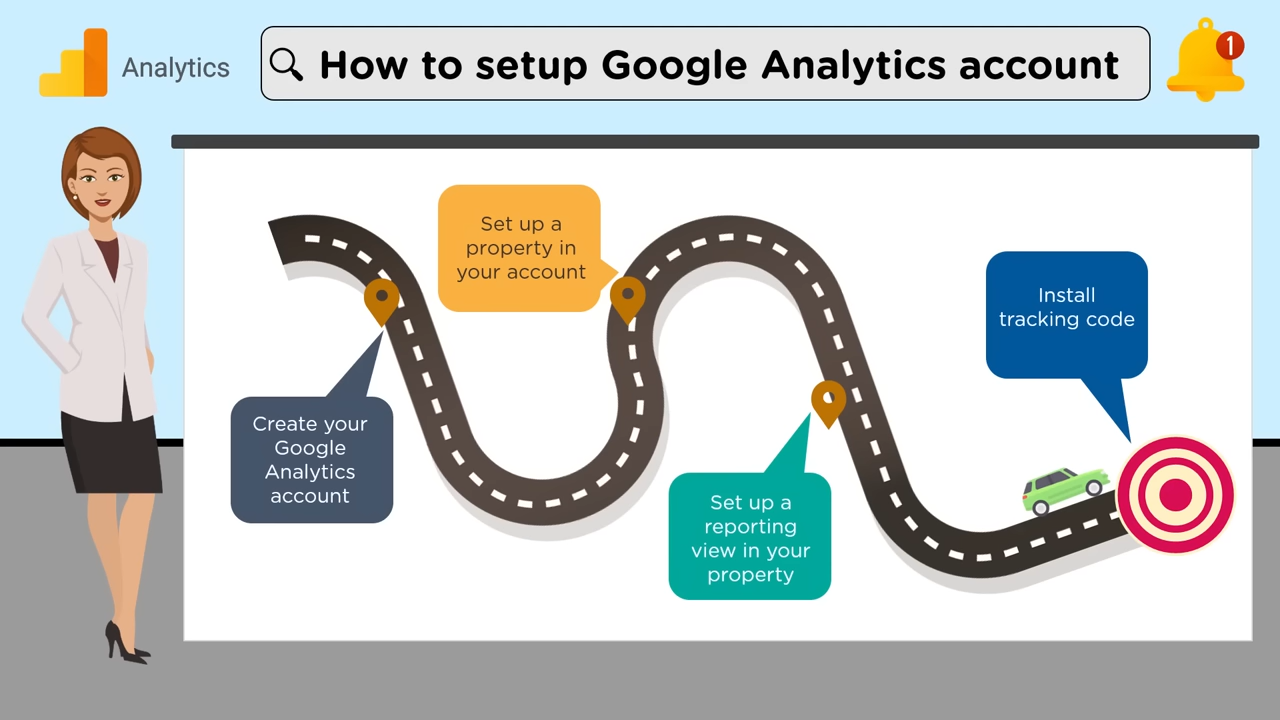 Analytics
How to setup Google Analytics account
1
Set up a
property in
your account
Install
tracking code
Create your
Google
Analytics
account
Set up a
reporting
view in your
property